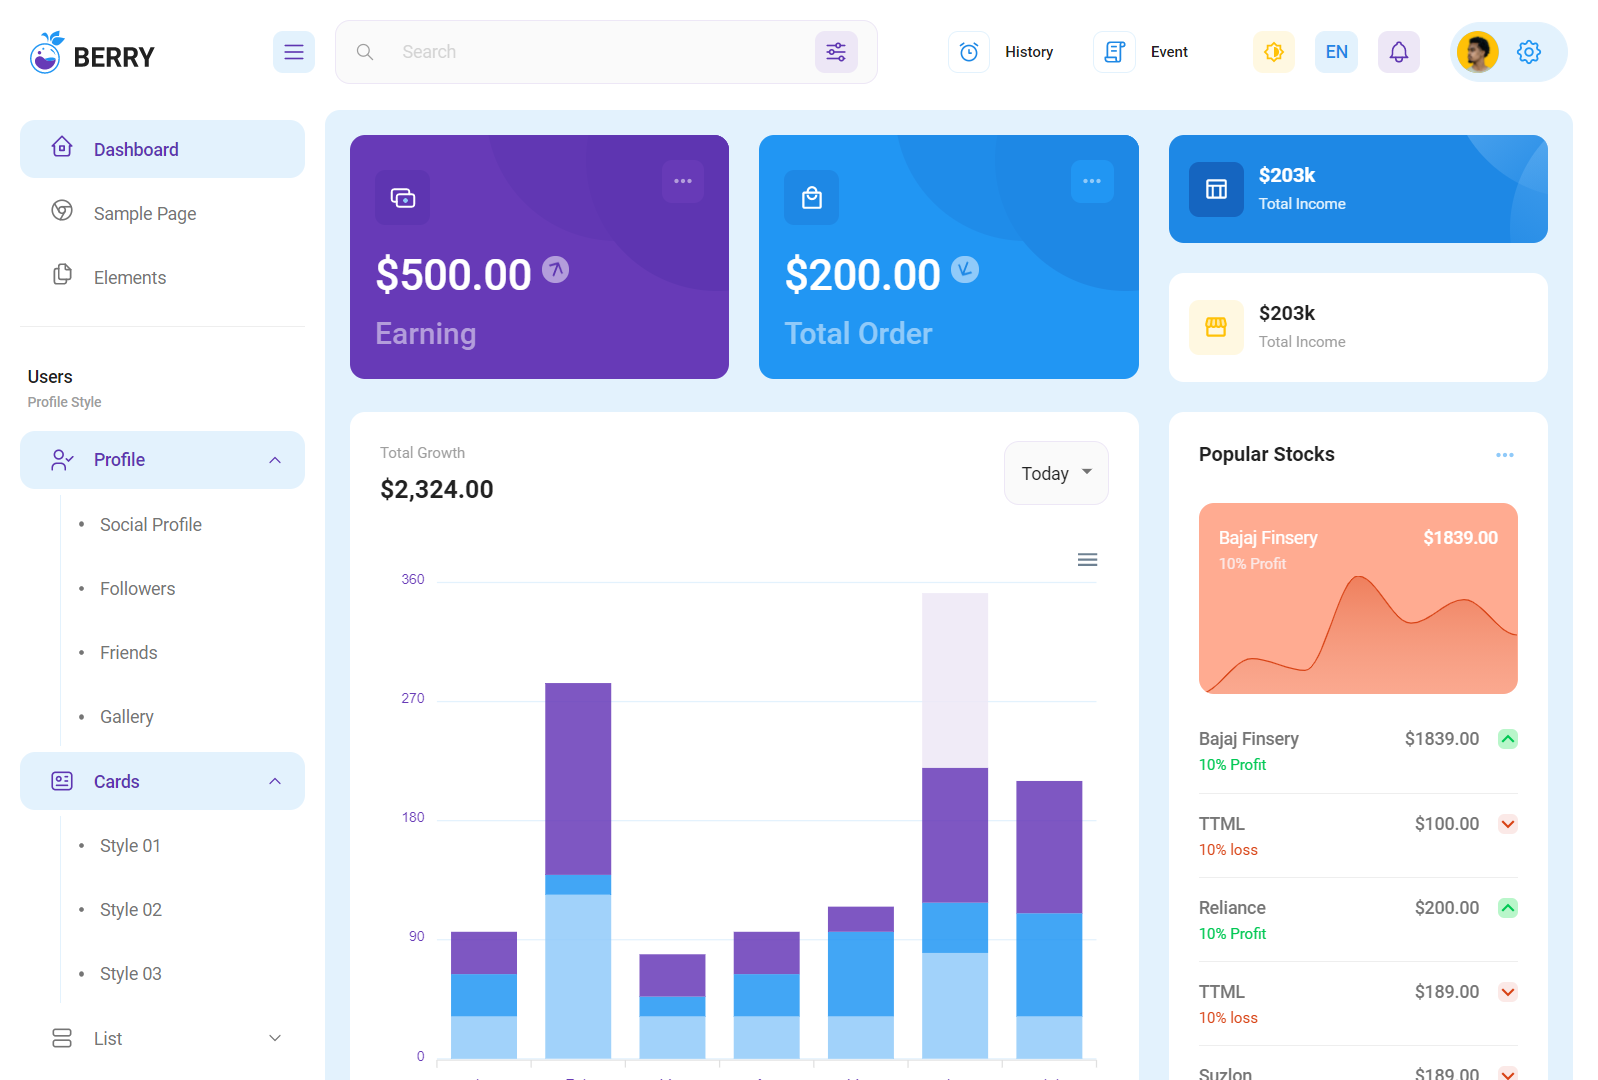 BERRY
Search
History
Event
EN
Dashboard
Sample Page
Elements
Users
Profile Style
Profile
Social Profile
Followers
Friends
Gallery
Cards
Style 01
Style 02
Style 03
List
$500.00
Earning
$200.00
Total Order
$203k
Total Income
$203k
Total Income
Total Growth
$2,324.00
Today
360
270
180
90
0
Popular Stocks
Bajaj Finsery $1839.00
10% Profit
Bajaj Finsery $1839.00
10% Profit
TTML $100.00
10% loss
Reliance $200.00
10% Profit
TTML $189.00
10% loss
Suzlon $189.00